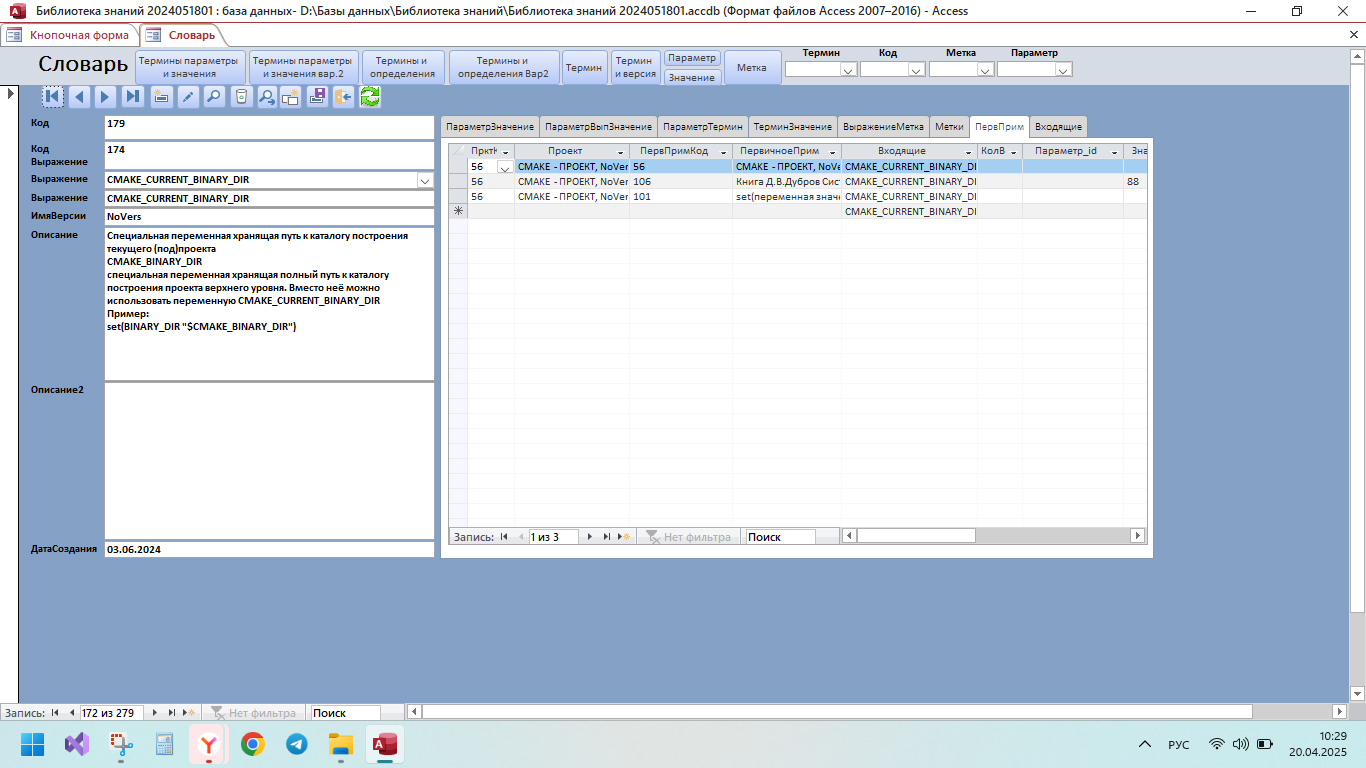 Библиотека знаний 2024051801 : база данных- D:\Базы данных\Библиотека знаний\Библиотека знаний 2024051801.accdb (Формат файлов Access 2007–2016) - Access
Кнопочная форма
Словарь
Словарь
Термины параметры и значения
Термины параметры и значения вар.2
Термины и определения
Термины и определения Вар2
Термин
Термин и версия
Параметр
Значение
Метка
Термин
Код
Метка
Параметр
Код
179
Код Выражение
174
Выражение
CMAKE_CURRENT_BINARY_DIR
Выражение
CMAKE_CURRENT_BINARY_DIR
ИмяВерсии
NoVers
Описание
Специальная переменная хранящая путь к каталогу построения
текущего (под)проекта
CMAKE_BINARY_DIR
специальная переменная хранящая полный путь к каталогу
построения проекта верхнего уровня. Вместо неё можно
использовать переменную CMAKE_CURRENT_BINARY_DIR
Пример:
set(BINARY_DIR "$CMAKE_BINARY_DIR")
Описание2
ДатаСоздания
03.06.2024
ПараметрЗначение ПараметрВыпЗначение ПараметрТермин ТерминЗначение ВыражениеМетка Метки ПервПрим Входящие
ПрктК Проект ПервПримКод ПервичноеПрим Входящие КолВ Параметр_id Зна
56 CMAKE - ПРОЕКТ, NoVer 56 CMAKE - ПРОЕКТ, NoVe CMAKE_CURRENT_BINARY_DI
56 CMAKE - ПРОЕКТ, NoVer 106 Книга Д.В.Дубров Сист CMAKE_CURRENT_BINARY_DI 88
56 CMAKE - ПРОЕКТ, NoVer 101 set(переменная значе CMAKE_CURRENT_BINARY_DI
CMAKE_CURRENT_BINARY_DI
Запись: 1 из 3 Нет фильтра Поиск
Запись: 172 из 279 Нет фильтра Поиск
РУС
10:29
20.04.2025